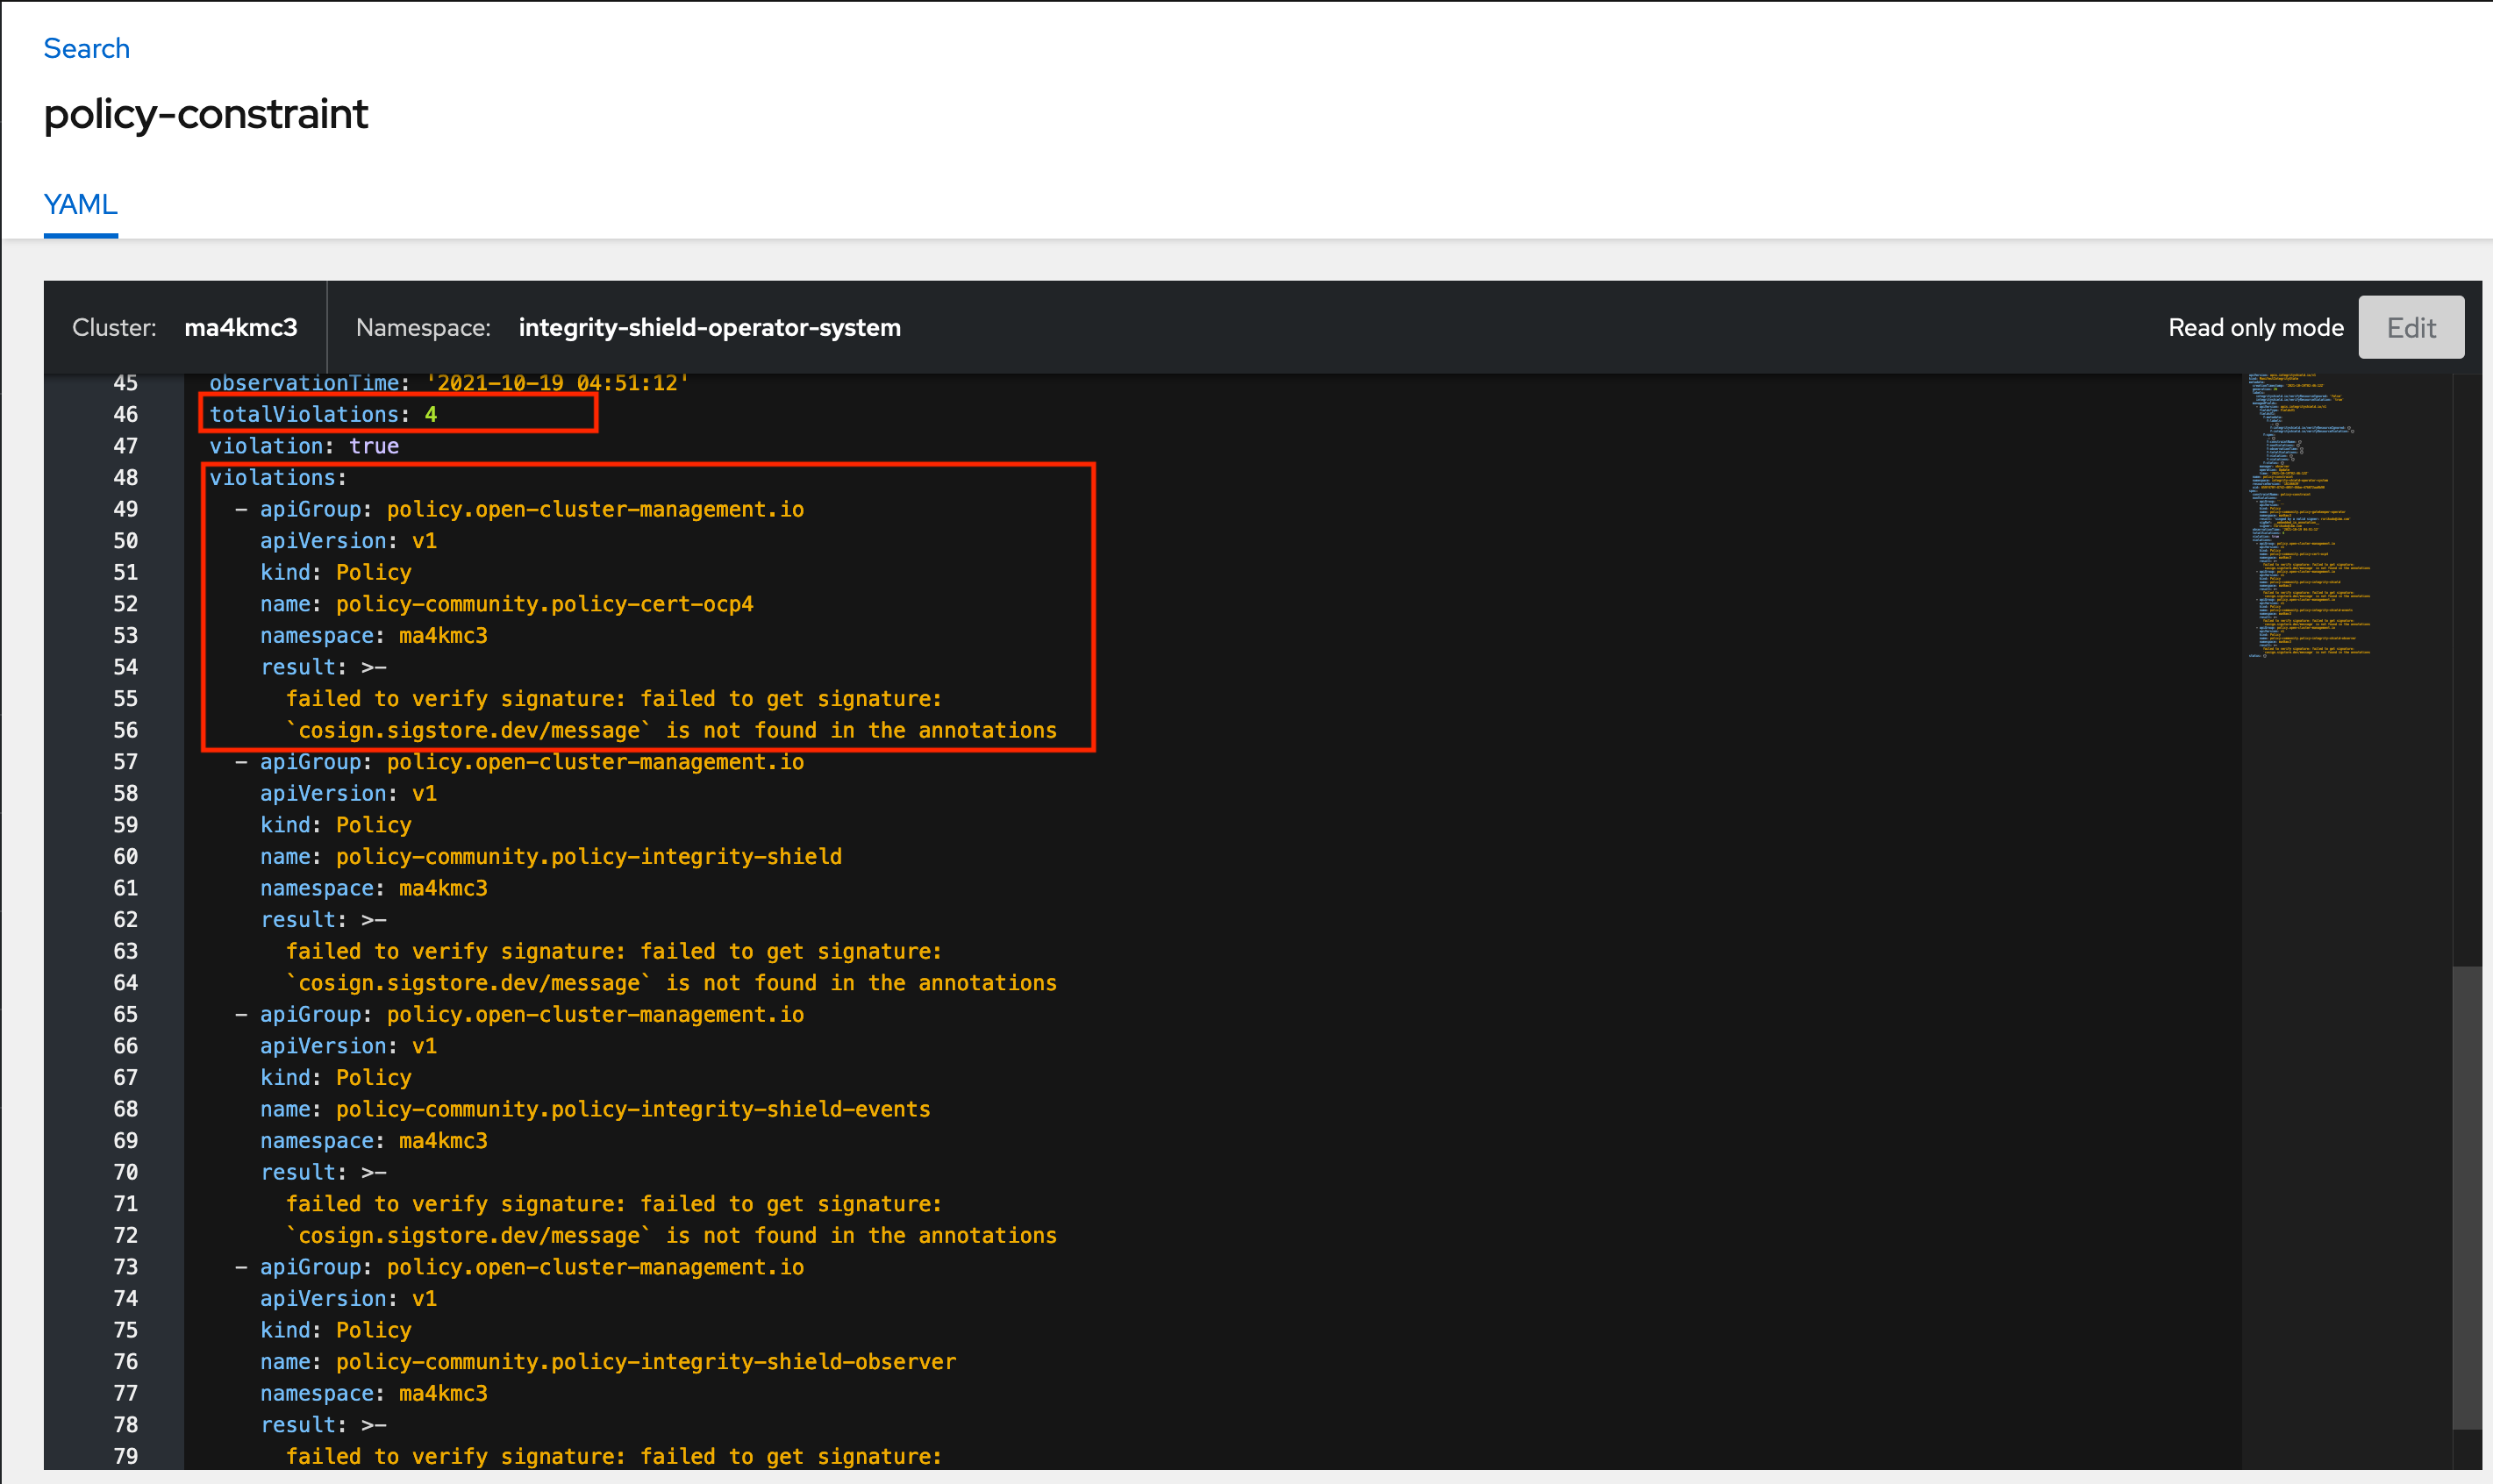 Search
policy-constraint
YAML
Cluster: ma4kmc3 Namespace: integrity-shield-operator-system Read only mode Edit
45 observationTime: '2021-10-19 04:51:12'
46 totalViolations: 4
47 violation: true
48 violations:
49 - apiGroup: policy.open-cluster-management.io
50 apiVersion: v1
51 kind: Policy
52 name: policy-community.policy-cert-ocp4
53 namespace: ma4kmc3
54 result: >-
55 failed to verify signature: failed to get signature:
56 `cosign.sigstore.dev/message` is not found in the annotations
57 - apiGroup: policy.open-cluster-management.io
58 apiVersion: v1
59 kind: Policy
60 name: policy-community.policy-integrity-shield
61 namespace: ma4kmc3
62 result: >-
63 failed to verify signature: failed to get signature:
64 `cosign.sigstore.dev/message` is not found in the annotations
65 - apiGroup: policy.open-cluster-management.io
66 apiVersion: v1
67 kind: Policy
68 name: policy-community.policy-integrity-shield-events
69 namespace: ma4kmc3
70 result: >-
71 failed to verify signature: failed to get signature:
72 `cosign.sigstore.dev/message` is not found in the annotations
73 - apiGroup: policy.open-cluster-management.io
74 apiVersion: v1
75 kind: Policy
76 name: policy-community.policy-integrity-shield-observer
77 namespace: ma4kmc3
78 result: >-
79 failed to verify signature: failed to get signature: